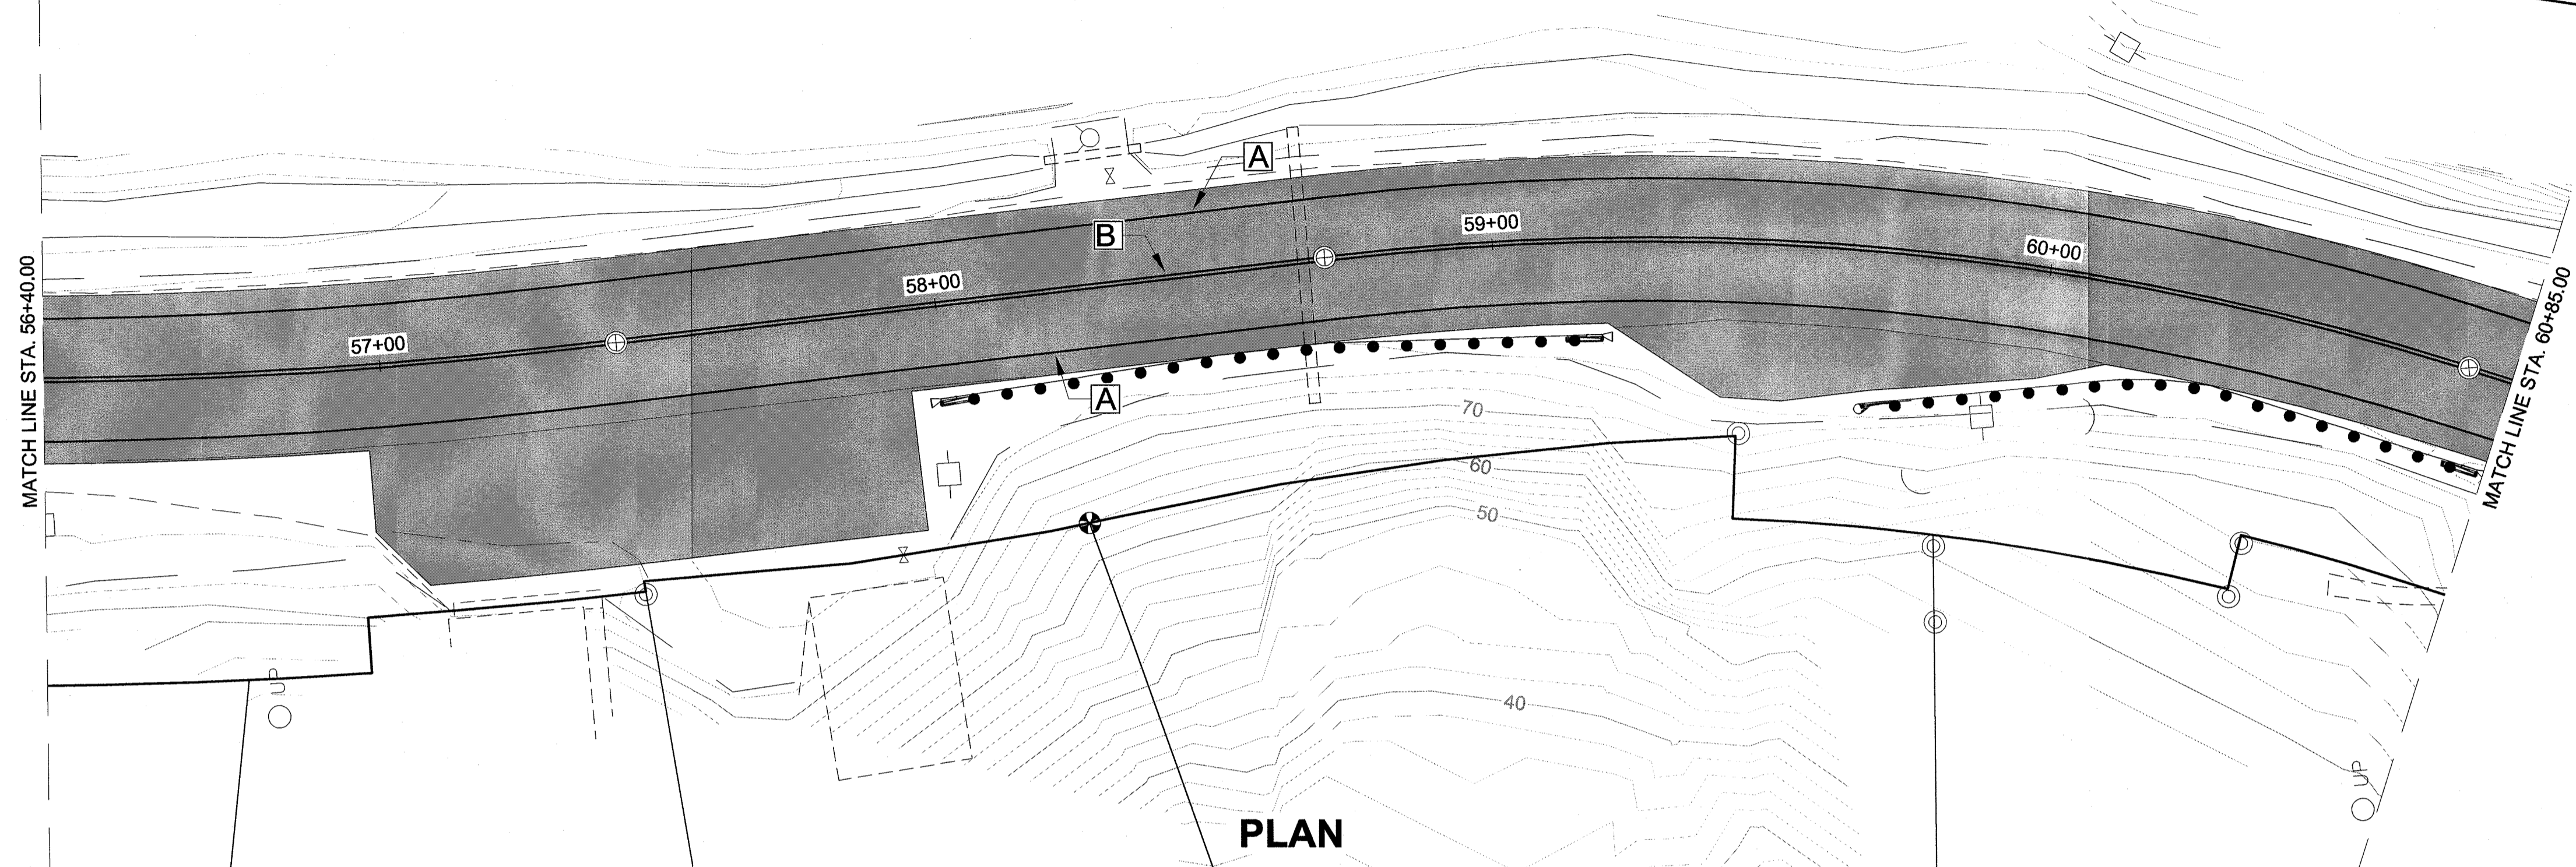 MATCH LINE STA. 56+40.00
57+00
58+00
59+00
60+00
MATCH LINE STA. 60+85.00
A
B
A
70
60
50
40
UP
UP
PLAN